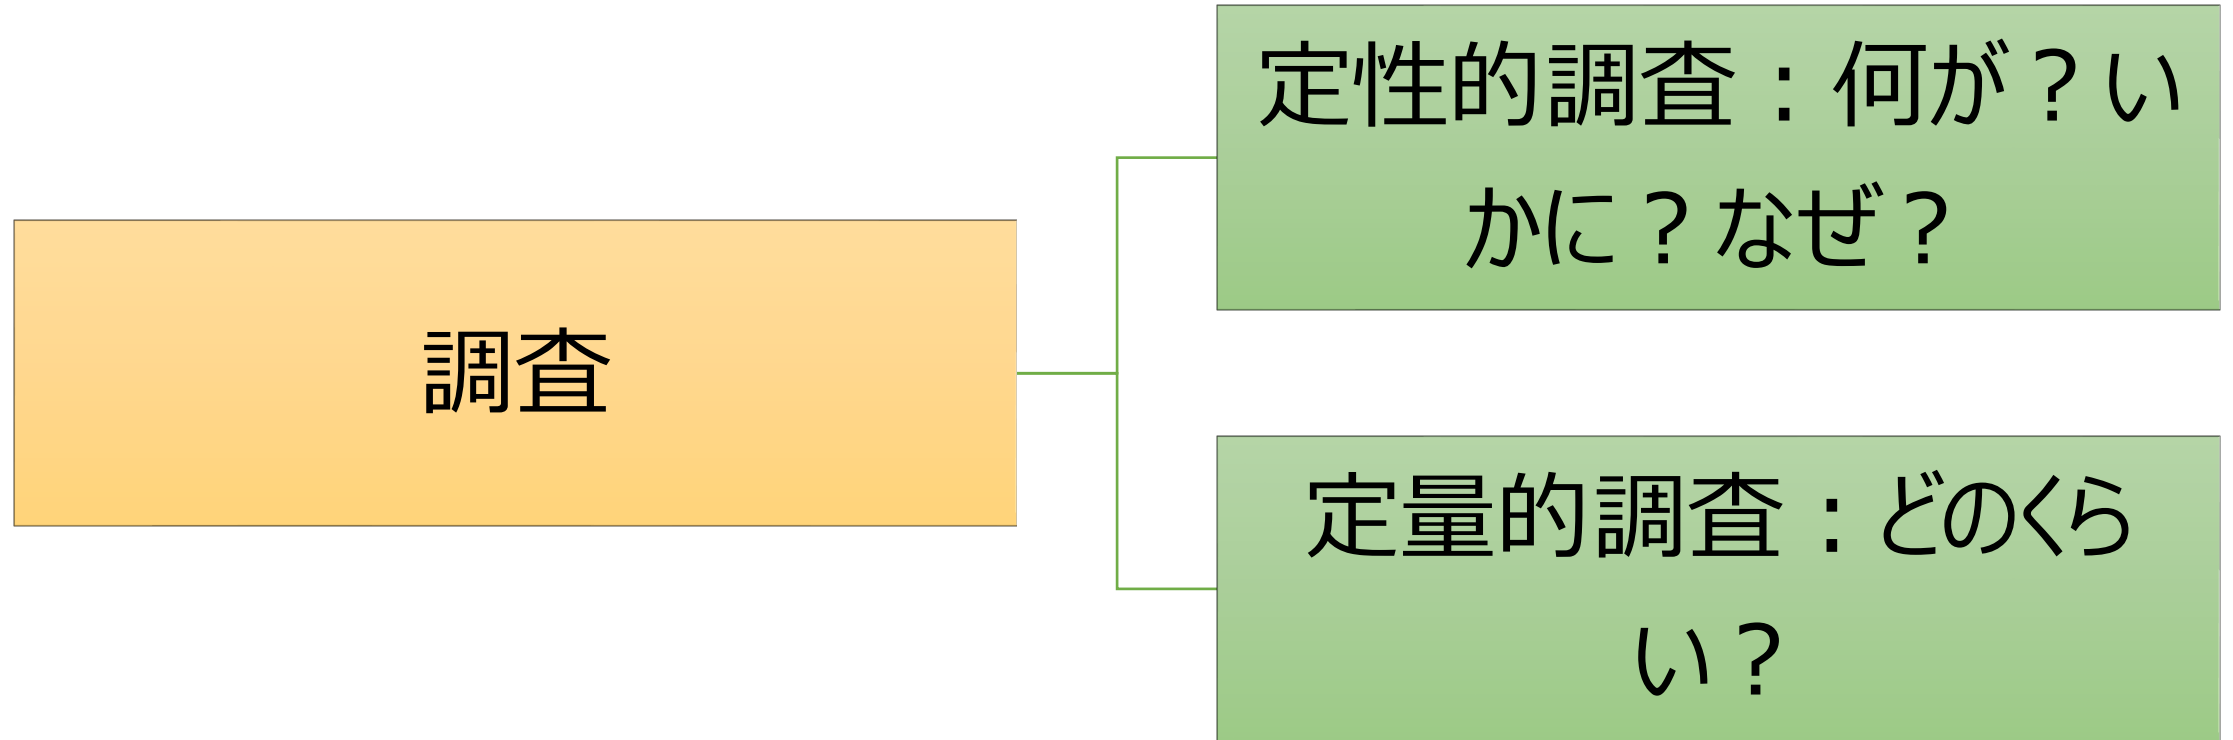 調査
定性的調査：何が？い
かに？なぜ？
定量的調査：どのくら
い？